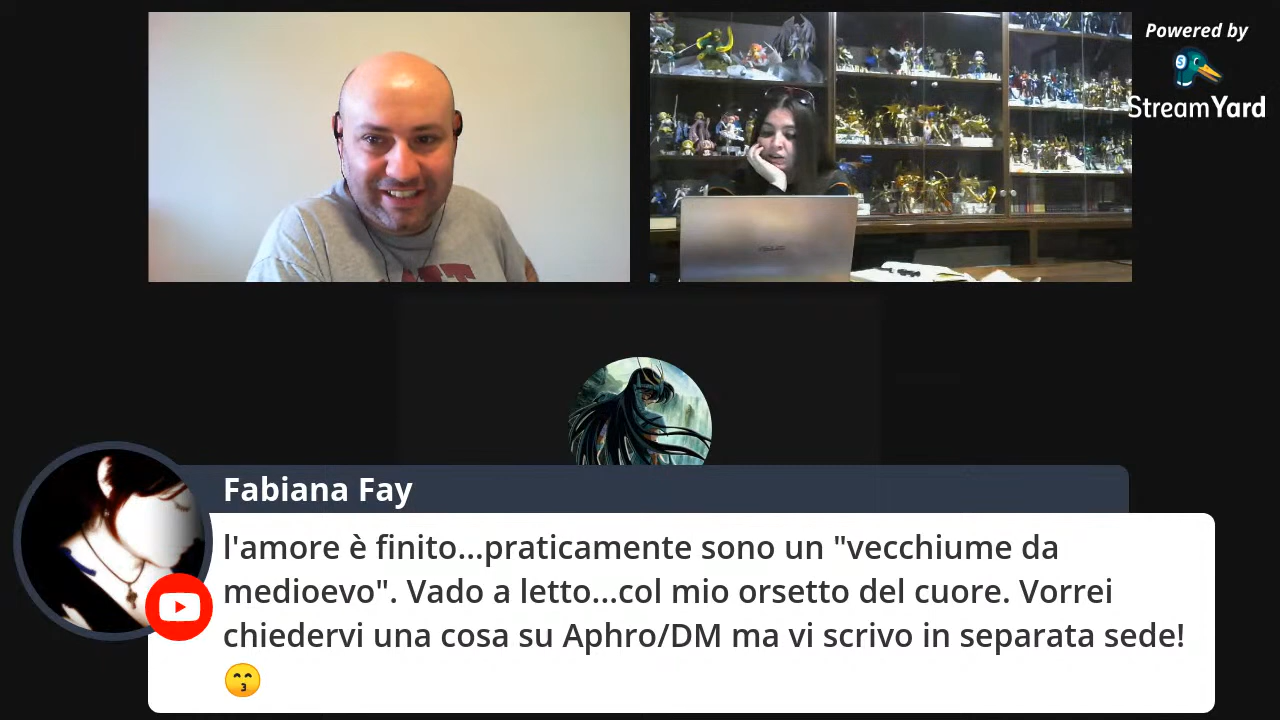 Powered by
StreamYard
Fabiana Fay
l'amore è finito...praticamente sono un "vecchiume da
medioevo". Vado a letto...col mio orsetto del cuore. Vorrei
chiedervi una cosa su Aphro/DM ma vi scrivo in separata sede!
😙